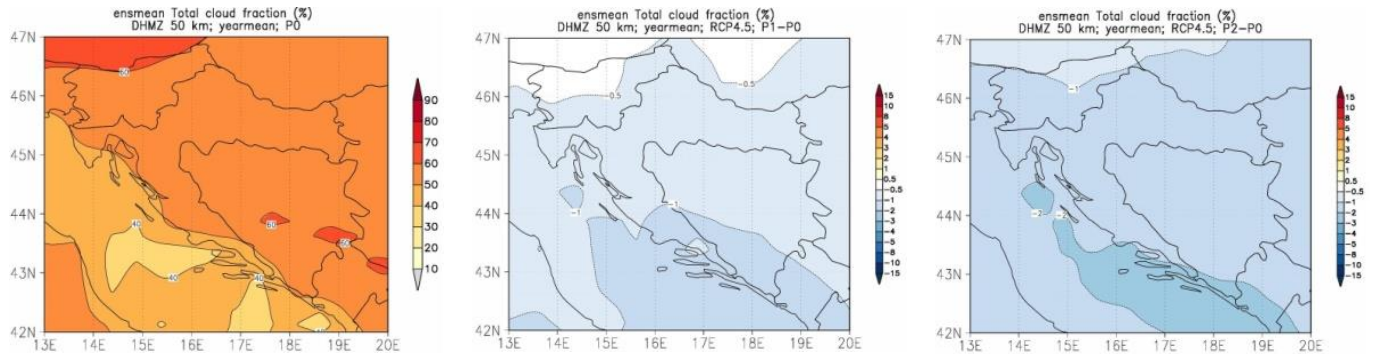 ensmean Total cloud fraction (%)
DHMZ 50 km; yearmean; P0
47N
46N
45N
44N
43N
42N
13E 14E 15E 16E 17E 18E 19E 20E
60
60
60
40
40
40
90
80
70
60
50
40
30
20
10
ensmean Total cloud fraction (%)
DHMZ 50 km; yearmean; RCP4.5; P1-P0
47N
46N
45N
44N
43N
42N
13E 14E 15E 16E 17E 18E 19E 20E
-0.5
-0.5
-1
-1
15
10
8
5
4
3
2
1
0.5
-0.5
-1
-2
-3
-4
-5
-8
-10
-15
ensmean Total cloud fraction (%)
DHMZ 50 km; yearmean; RCP4.5; P2-P0
47N
46N
45N
44N
43N
42N
13E 14E 15E 16E 17E 18E 19E 20E
-1
-2
-2
15
10
8
5
4
3
2
1
0.5
-0.5
-1
-2
-3
-4
-5
-8
-10
-15